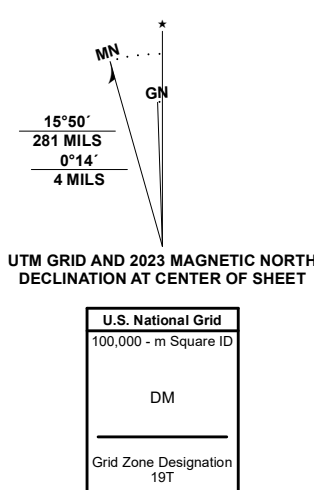 ★
MN
GN
15°50´
281 MILS
0°14´
4 MILS
UTM GRID AND 2023 MAGNETIC NORTH
DECLINATION AT CENTER OF SHEET
U.S. National Grid
100,000 - m Square ID
DM
Grid Zone Designation
19T